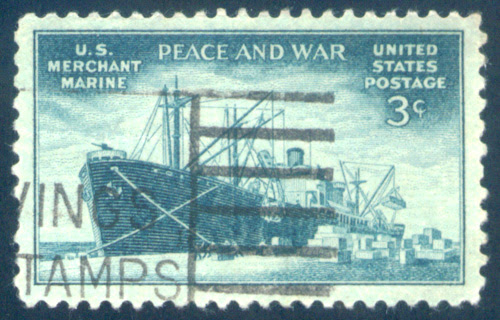 U.S.
MERCHANT
MARINE
PEACE AND WAR
UNITED
STATES
POSTAGE
3¢
VINGS
TAMPS